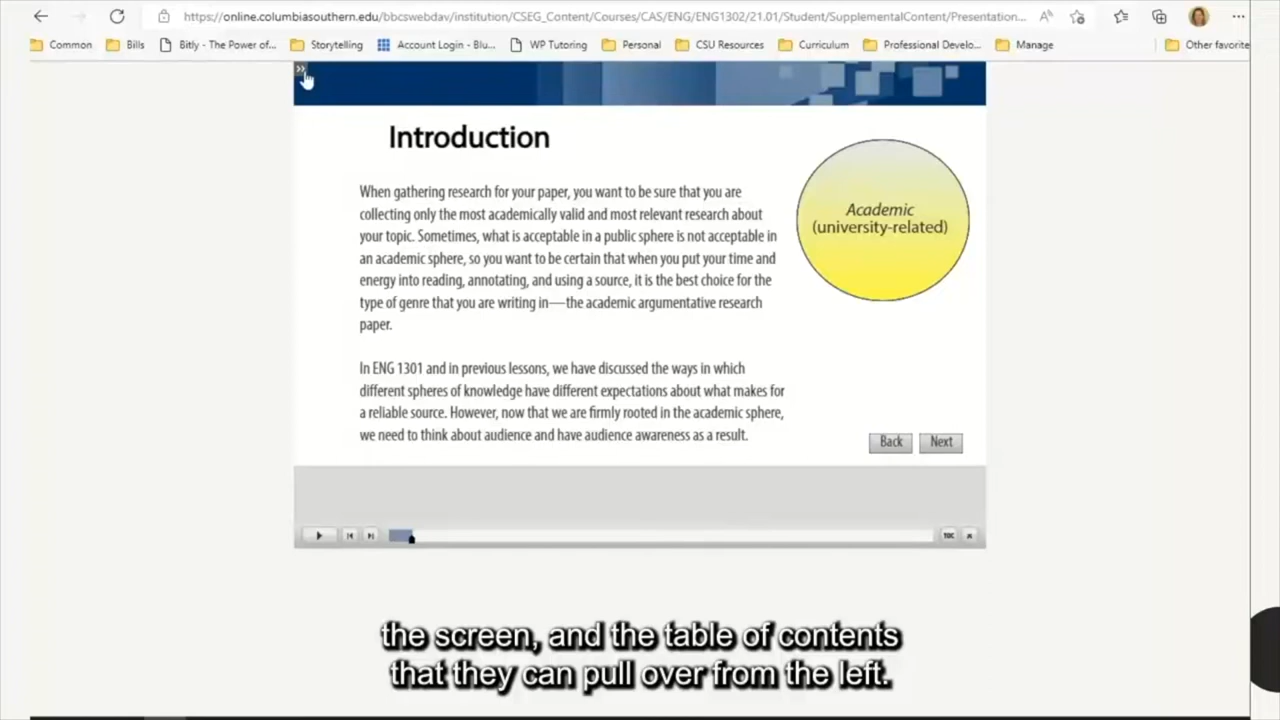 https://online.columbiasouthern.edu/bbcswebdav/institution/CSEG_Content/Courses/CAS/ENG/ENG1302/21.01/Student/SupplementalContent/Presentation...
Common Bills Bitly - The Power of... Storytelling Account Login - Blu... WP Tutoring Personal CSU Resources Curriculum Professional Develo... Manage Other favorite
Introduction
When gathering research for your paper, you want to be sure that you are
collecting only the most academically valid and most relevant research about
your topic. Sometimes, what is acceptable in a public sphere is not acceptable in
an academic sphere, so you want to be certain that when you put your time and
energy into reading, annotating, and using a source, it is the best choice for the
type of genre that you are writing in—the academic argumentative research
paper.
Academic
(university-related)
In ENG 1301 and in previous lessons, we have discussed the ways in which
different spheres of knowledge have different expectations about what makes for
a reliable source. However, now that we are firmly rooted in the academic sphere,
we need to think about audience and have audience awareness as a result.
Back Next
TOC
the screen, and the table of contents
that they can pull over from the left.